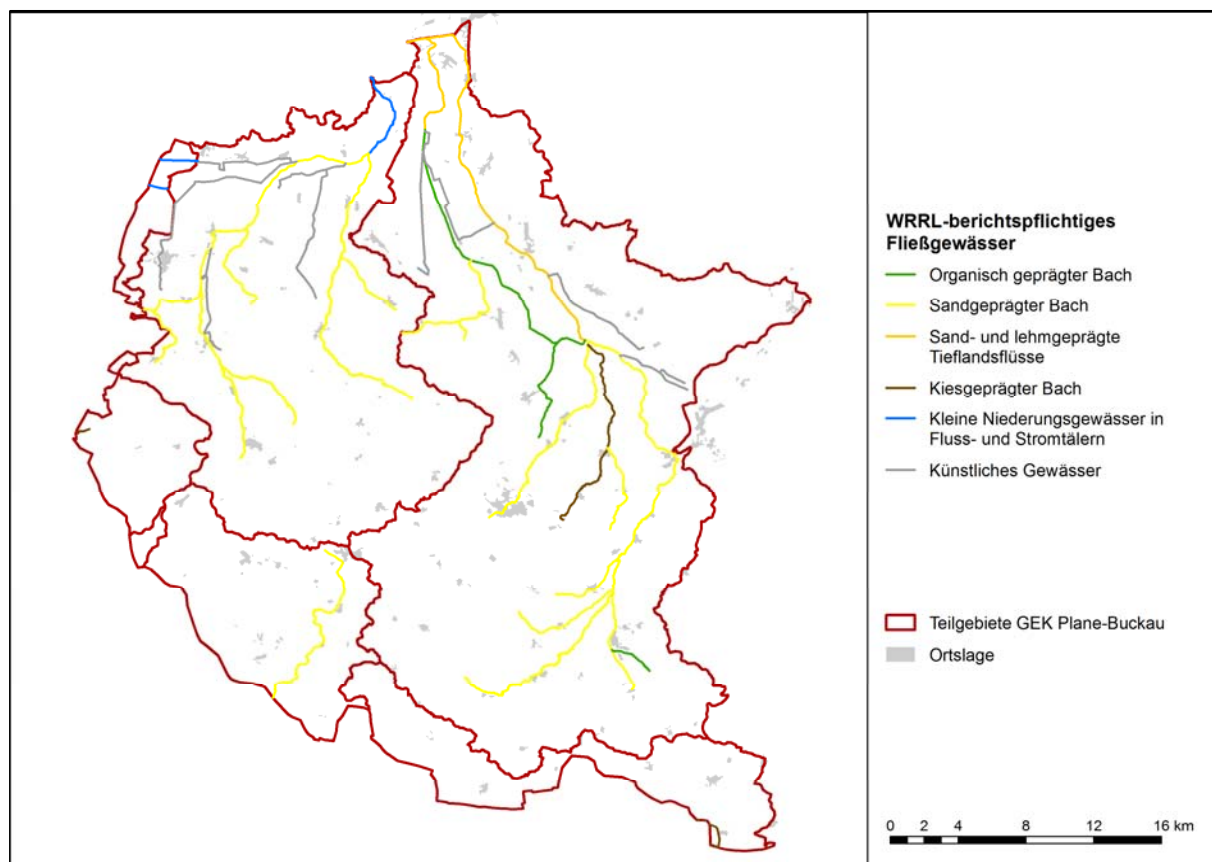 WRRL-berichtspflichtiges
Fließgewässer
Organisch geprägter Bach
Sandgeprägter Bach
Sand- und lehmgeprägte
Tieflandsflüsse
Kiesgeprägter Bach
Kleine Niederungsgewässer in
Fluss- und Stromtälern
Künstliches Gewässer
Teilgebiete GEK Plane-Buckau
Ortslage
0 2 4 8 12 16 km